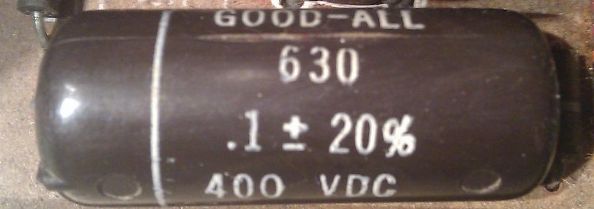 GOOD-ALL
630
.1 ± 20%
400 VDC